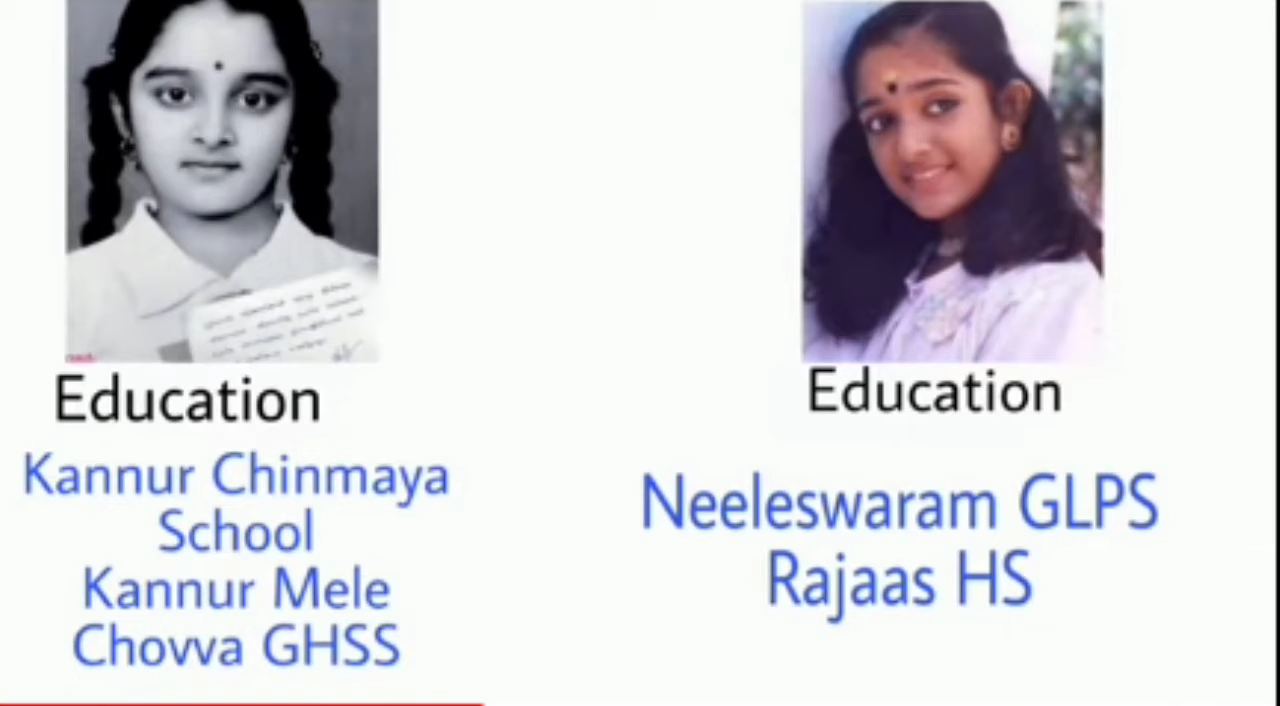 Education
Kannur Chinmaya
School
Kannur Mele
Chovva GHSS
Education
Neeleswaram GLPS
Rajaas HS